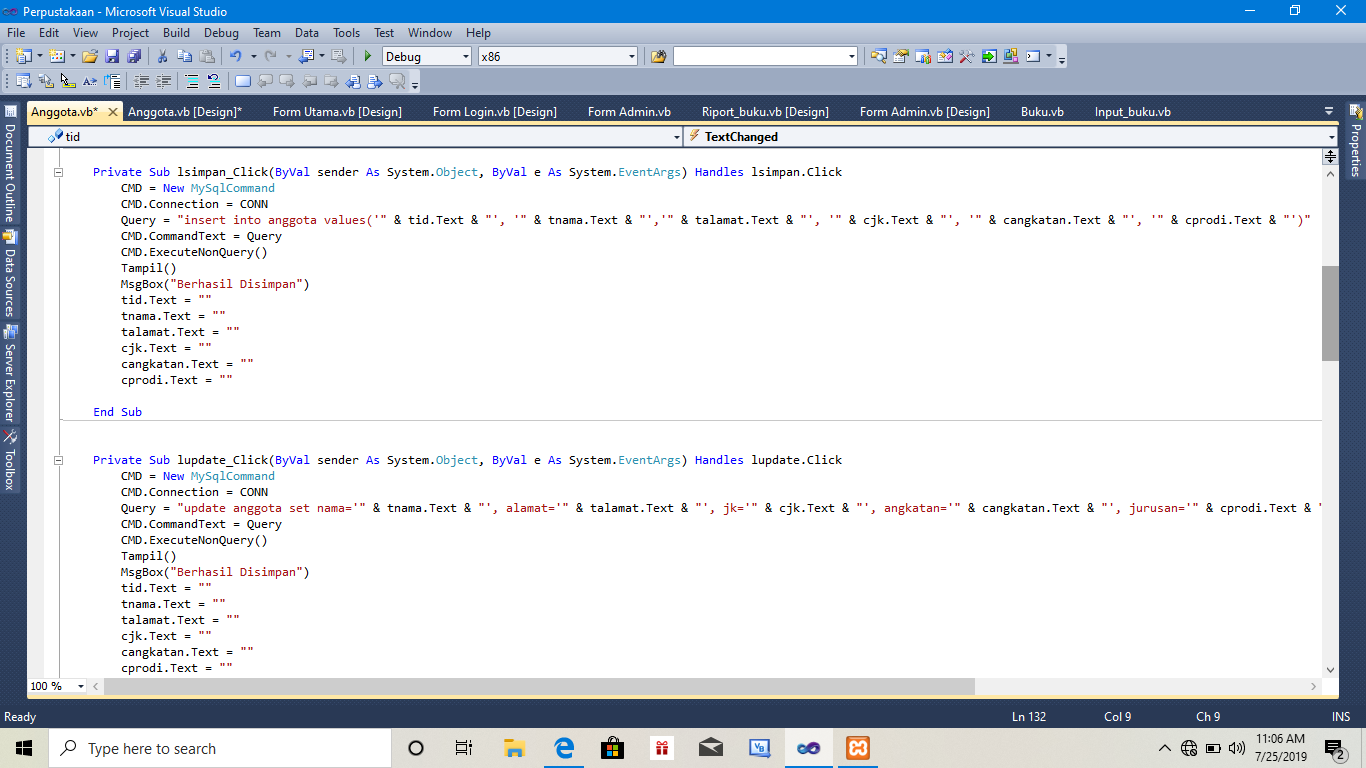 Perpustakaan - Microsoft Visual Studio
File Edit View Project Build Debug Team Data Tools Test Window Help
Debug x86
Anggota.vb* Anggota.vb [Design]* Form Utama.vb [Design] Form Login.vb [Design] Form Admin.vb Riport_buku.vb [Design] Form Admin.vb [Design] Buku.vb Input_buku.vb
tid TextChanged
Document Outline
Data Sources
Server Explorer
Toolbox
Properties
Private Sub lsimpan_Click(ByVal sender As System.Object, ByVal e As System.EventArgs) Handles lsimpan.Click
CMD = New MySqlCommand
CMD.Connection = CONN
Query = "insert into anggota values('" & tid.Text & "', '" & tnama.Text & "','" & talamat.Text & "', '" & cjk.Text & "', '" & cangkatan.Text & "', '" & cprodi.Text & "')"
CMD.CommandText = Query
CMD.ExecuteNonQuery()
Tampil()
MsgBox("Berhasil Disimpan")
tid.Text = ""
tnama.Text = ""
talamat.Text = ""
cjk.Text = ""
cangkatan.Text = ""
cprodi.Text = ""
End Sub
Private Sub lupdate_Click(ByVal sender As System.Object, ByVal e As System.EventArgs) Handles lupdate.Click
CMD = New MySqlCommand
CMD.Connection = CONN
Query = "update anggota set nama='" & tnama.Text & "', alamat='" & talamat.Text & "', jk='" & cjk.Text & "', angkatan='" & cangkatan.Text & "', jurusan='" & cprodi.Text & "
CMD.CommandText = Query
CMD.ExecuteNonQuery()
Tampil()
MsgBox("Berhasil Disimpan")
tid.Text = ""
tnama.Text = ""
talamat.Text = ""
cjk.Text = ""
cangkatan.Text = ""
cprodi.Text = ""
100 %
Ready Ln 132 Col 9 Ch 9 INS
Type here to search
VB
11:06 AM
7/25/2019
2